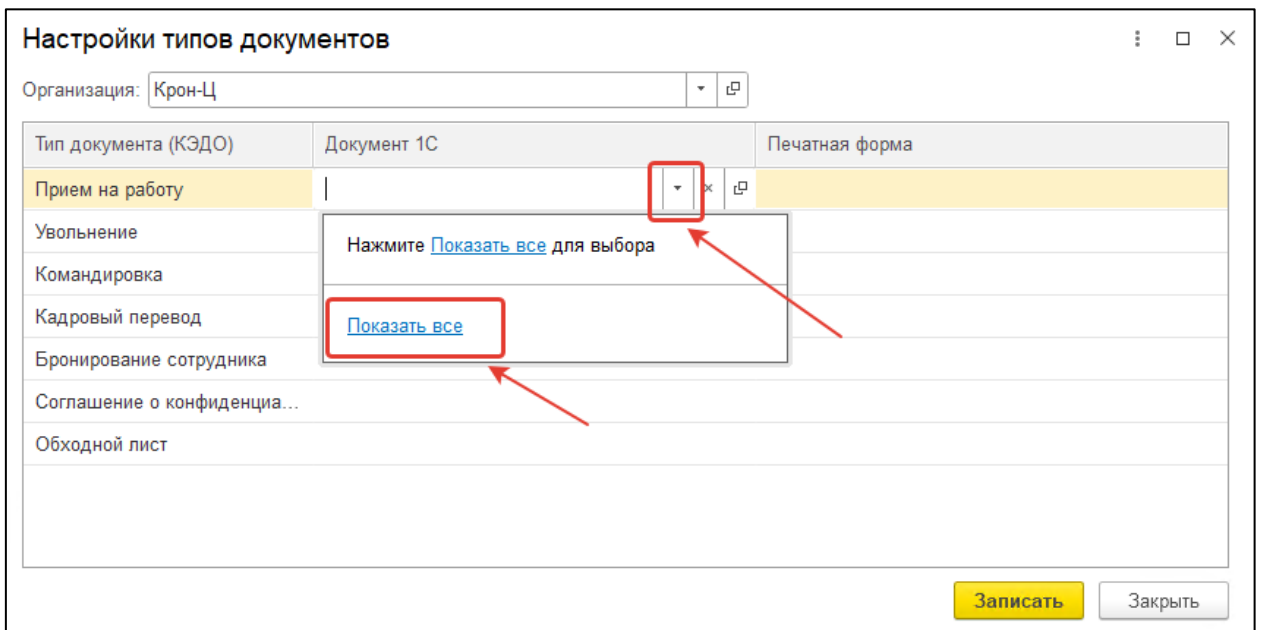 Настройки типов документов
Организация: Крон-Ц
Тип документа (КЭДО) Документ 1С Печатная форма
Прием на работу
Увольнение
Нажмите Показать все для выбора
Командировка
Кадровый перевод
Показать все
Бронирование сотрудника
Соглашение о конфиденциа...
Обходной лист
Записать Закрыть